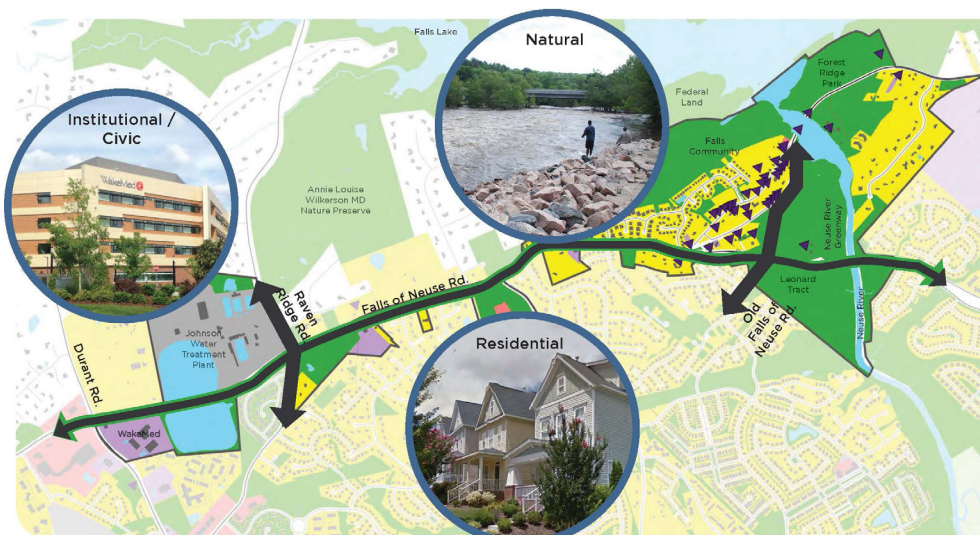 Falls Lake
Natural
Forest
Ridge
Park
Federal
Land
Institutional /
Civic
WakeMed
Falls
Community
Annie Louise
Wilkerson MD
Nature Preserve
Neuse River
Greenway
Leonard
Tract
Raven
Ridge Rd.
Falls of Neuse Rd.
Old
Falls of
Neuse Rd.
Neuse River
Johnson
Water
Treatment
Plant
Durant Rd.
Residential
WakeMed